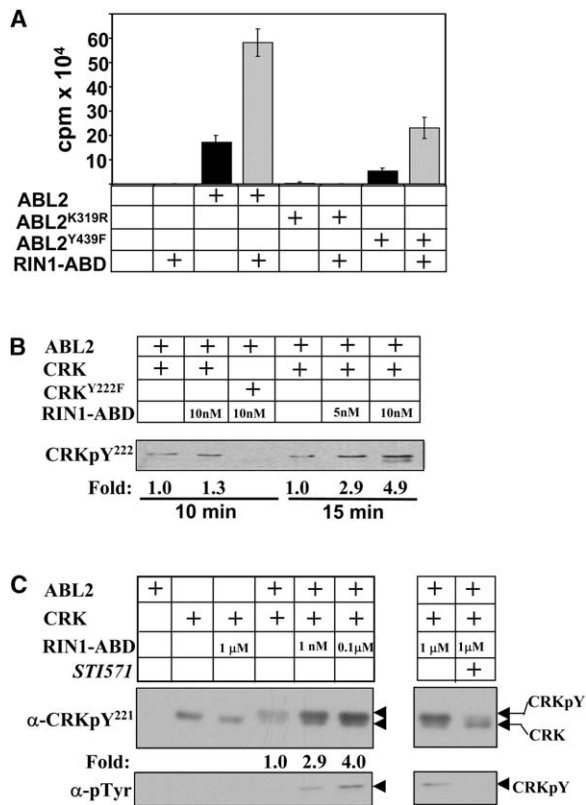 A
cpm x 10⁴
60
50
40
30
20
10
ABL2 + +
ABL2ᴷ³¹⁹ᴿ + +
ABL2ʸ⁴³⁹ᶠ + +
RIN1-ABD + + + +
B
ABL2 + + + + + +
CRK + + + + +
CRKʸ²²²ᶠ +
RIN1-ABD 10nM 10nM 5nM 10nM
CRKpY²²²
Fold: 1.0 1.3 1.0 2.9 4.9
10 min 15 min
C
ABL2 + + + + + +
CRK + + + + + + +
RIN1-ABD 1 μM 1 nM 0.1μM 1 μM 1μM
STI571 +
α-CRKpY²²¹ CRKpY
CRK
Fold: 1.0 2.9 4.0
α-pTyr CRKpY